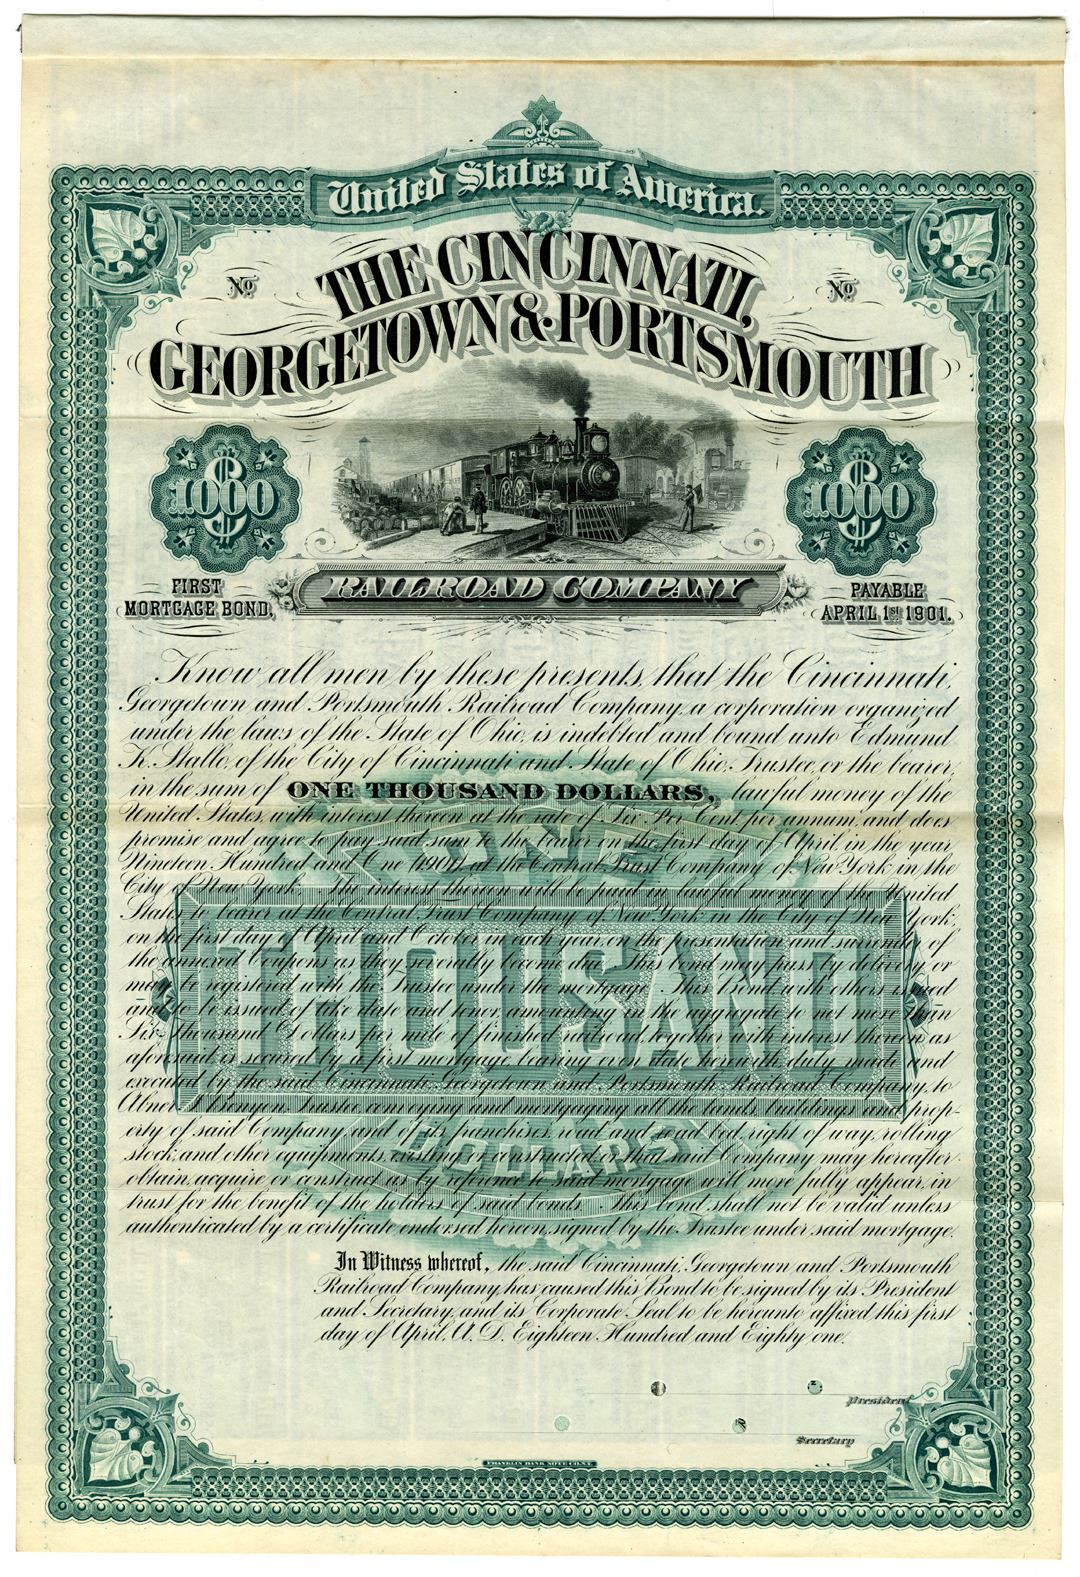 United States of America.
No
No
THE CINCINNATI,
GEORGETOWN & PORTSMOUTH
$ 1000
$ 1000
RAILROAD COMPANY
FIRST
MORTGAGE BOND.
PAYABLE
APRIL 1st 1901.
Know all men by these presents, that the Cincinnati,
Georgetown and Portsmouth Railroad Company, a corporation organized
under the laws of the State of Ohio, is indebted and bound unto Edmund
K. Stallo, of the City of Cincinnati and State of Ohio, Trustee, or the bearer,
in the sum of ONE THOUSAND DOLLARS, lawful money of the
United States, with interest thereon at the rate of Six Per Cent. per annum, and does
promise and agree to pay said sum to the bearer on the first day of April, in the year
Nineteen Hundred and One (1901), at the Central Trust Company of New York in the
City of New York. The interest thereon will be paid in lawful money of the United
States to bearer at the Central Trust Company of New York in the City of New York,
on the first day of April and October in each year, on the presentation and surrender of
the annexed Coupons as they severally become due. This bond may pass by delivery or
may be registered with the Trustee under the mortgage. This Bond with others issued
and to be issued of like date and tenor, amounting in the aggregate to not more than
Six thousand Dollars per mile of finished railroad, together with interest thereon as
aforesaid is secured by a first mortgage, bearing even date herewith, duly made and
executed by the said Cincinnati, Georgetown and Portsmouth Railroad Company, to
Abner L. Trustee, conveying and mortgaging all the lands, buildings and prop-
erty of said Company and of its franchises, road and road bed, right of way, rolling
stock and other equipments, existing or constructed, or that said Company may hereafter
obtain, acquire or construct, as by reference to said mortgage will more fully appear, in
trust for the benefit of the holders of said bonds. This bond shall not be valid unless
authenticated by a certificate endorsed hereon, signed by the Trustee under said mortgage.
ONE
THOUSAND
DOLLARS
In Witness whereof, the said Cincinnati, Georgetown and Portsmouth
Railroad Company, has caused this Bond to be signed by its President
and Secretary, and its Corporate Seal to be hereunto affixed this first
day of April, A. D. Eighteen Hundred and Eighty one.
President
Secretary
FRANKLIN BANK NOTE CO. N.Y.